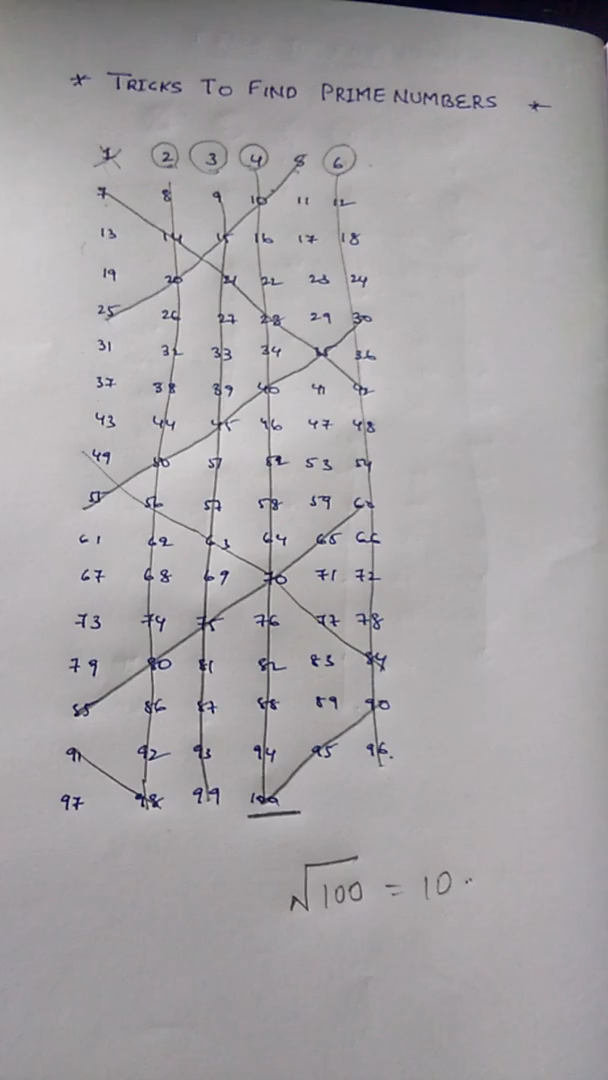 * TRICKS TO FIND PRIME NUMBERS *
1 2 3 4 5 6
7 8 9 10 11 12
13 14 15 16 17 18
19 20 21 22 23 24
25 26 27 28 29 30
31 32 33 34 35 36
37 38 39 40 41 42
43 44 45 46 47 48
49 50 51 52 53 54
55 56 57 58 59 60
61 62 63 64 65 66
67 68 69 70 71 72
73 74 75 76 77 78
79 80 81 82 83 84
85 86 87 88 89 90
91 92 93 94 95 96.
97 98 99 100
√100 = 10.